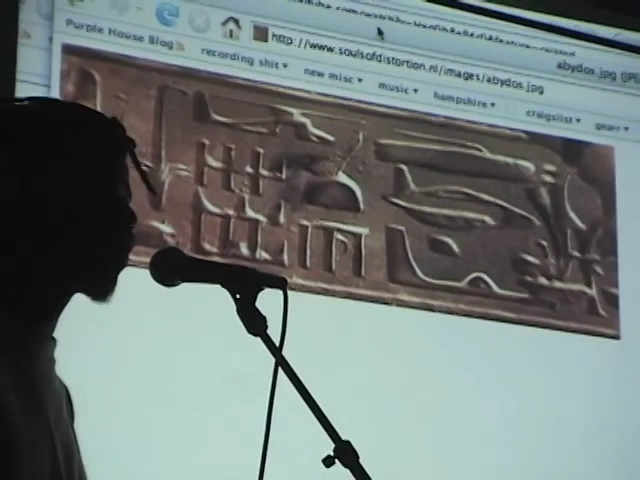 http://www.soulsofdistortion.nl/images/abydos.jpg
abydos.jpg
Purple House Blog
recording shit
new misc
music
hampshire
craigslist
gear